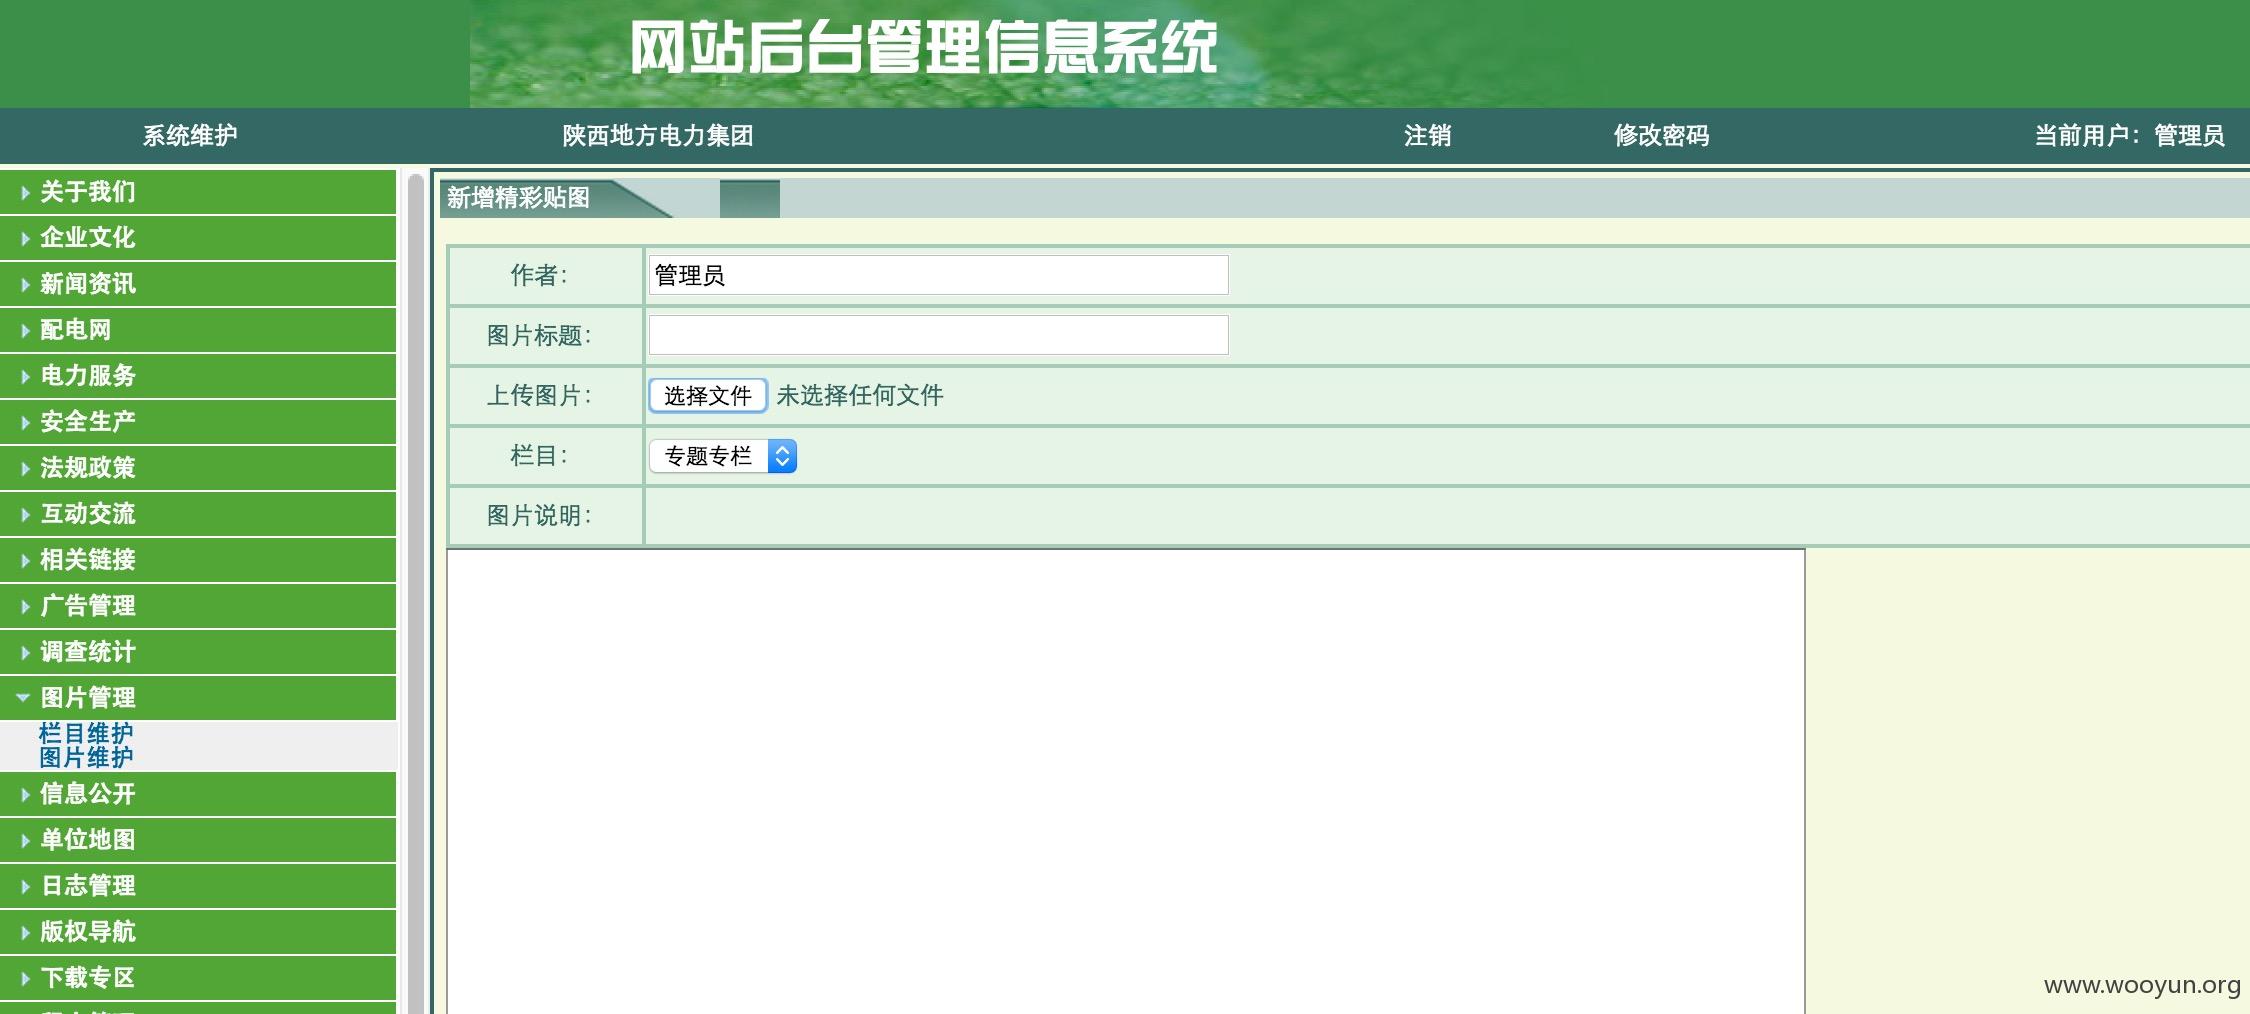 网站后台管理信息系统
系统维护 陕西地方电力集团 注销 修改密码 当前用户：管理员
关于我们
企业文化
新闻资讯
配电网
电力服务
安全生产
法规政策
互动交流
相关链接
广告管理
调查统计
图片管理
栏目维护
图片维护
信息公开
单位地图
日志管理
版权导航
下载专区
新增精彩贴图
作者： 管理员
图片标题：
上传图片： 选择文件 未选择任何文件
栏目： 专题专栏
图片说明：
www.wooyun.org